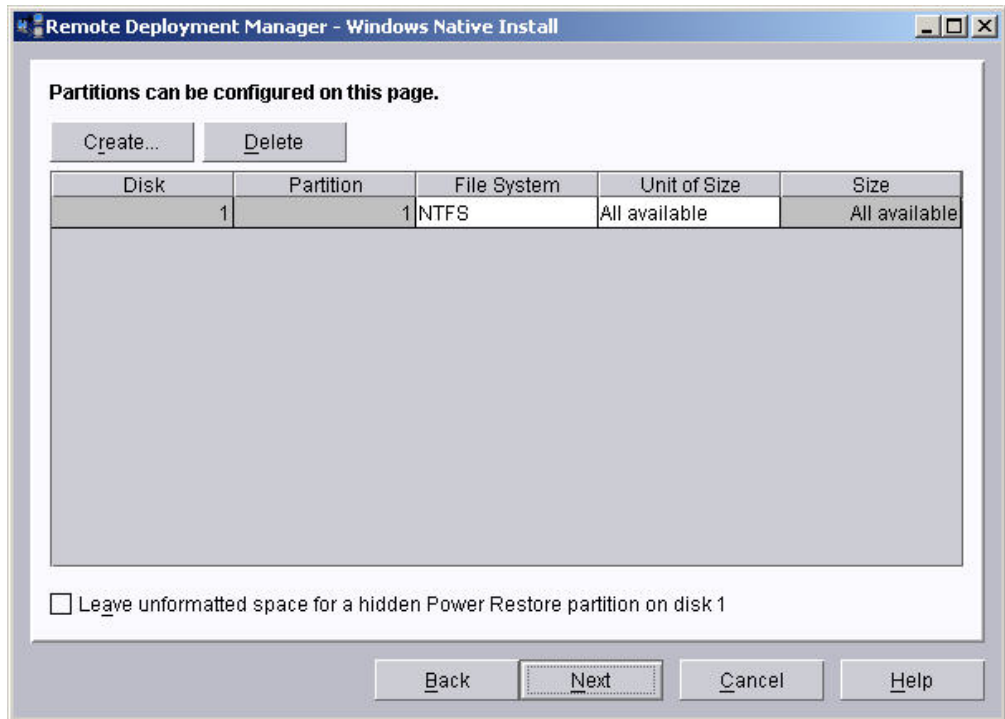 Remote Deployment Manager - Windows Native Install
Partitions can be configured on this page.
Create... Delete
Disk Partition File System Unit of Size Size
1 1 NTFS All available All available
Leave unformatted space for a hidden Power Restore partition on disk 1
Back Next Cancel Help